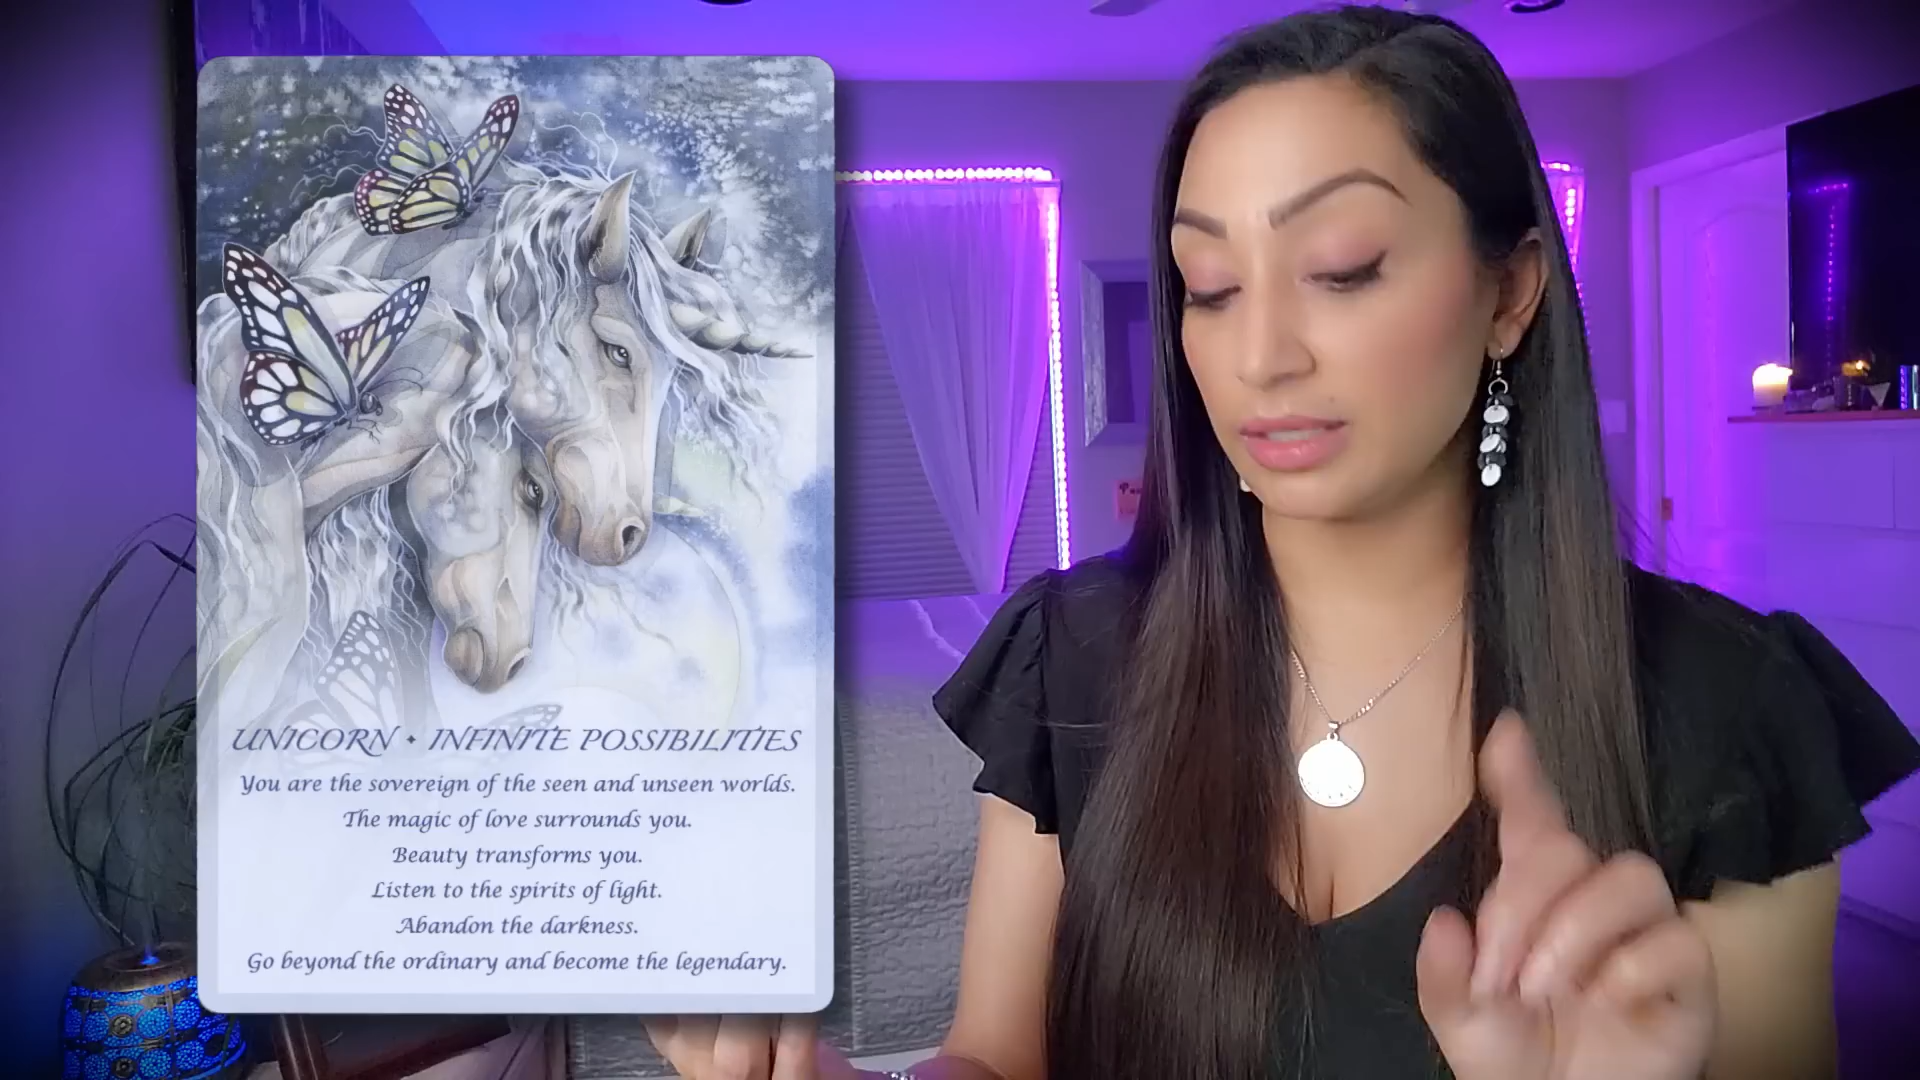 UNICORN • INFINITE POSSIBILITIES
You are the sovereign of the seen and unseen worlds.
The magic of love surrounds you.
Beauty transforms you.
Listen to the spirits of light.
Abandon the darkness.
Go beyond the ordinary and become the legendary.